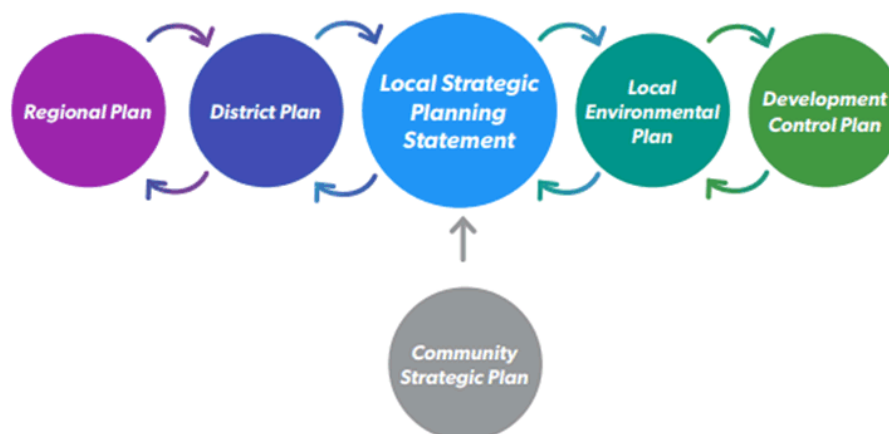 Regional Plan
District Plan
Local Strategic
Planning
Statement
Local
Environmental
Plan
Development
Control Plan
Community
Strategic Plan